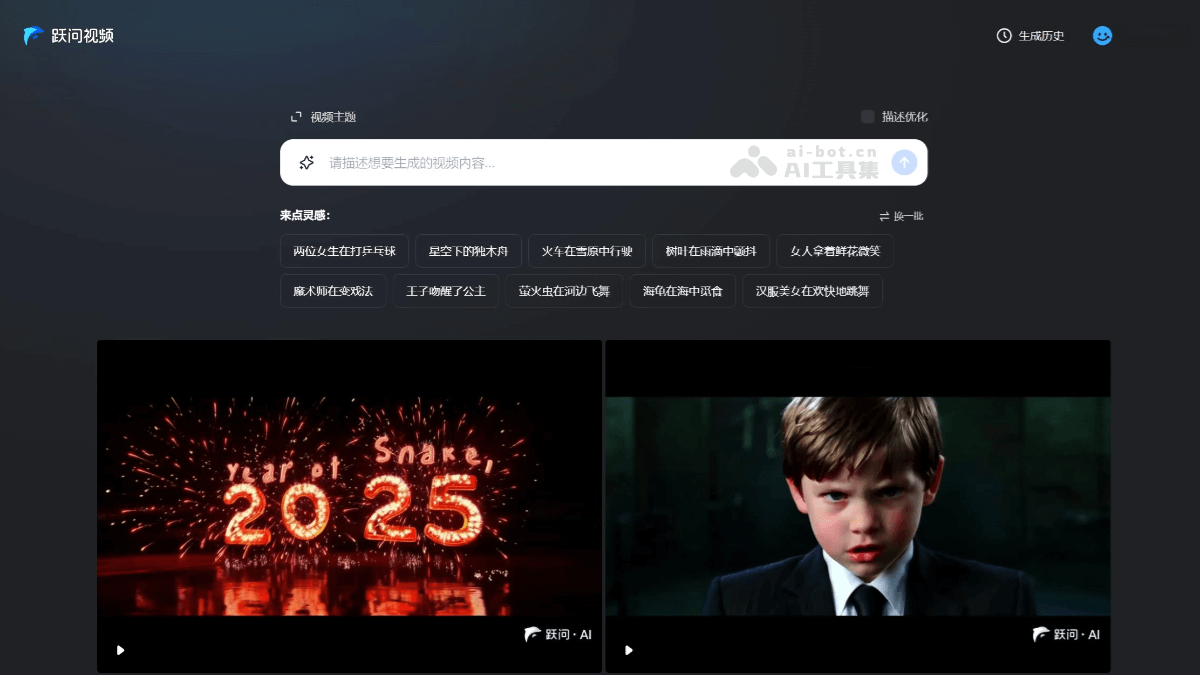 跃问视频
生成历史
视频主题
描述优化
请描述想要生成的视频内容...
ai-bot.cn
AI工具集
来点灵感：
换一批
两位女生在打乒乓球
星空下的独木舟
火车在雪原中行驶
树叶在雨滴中颤抖
女人拿着鲜花微笑
魔术师在变戏法
王子吻醒了公主
萤火虫在河边飞舞
海龟在海中觅食
汉服美女在欢快地跳舞
Year of Snake,
2025
跃问·AI
跃问·AI